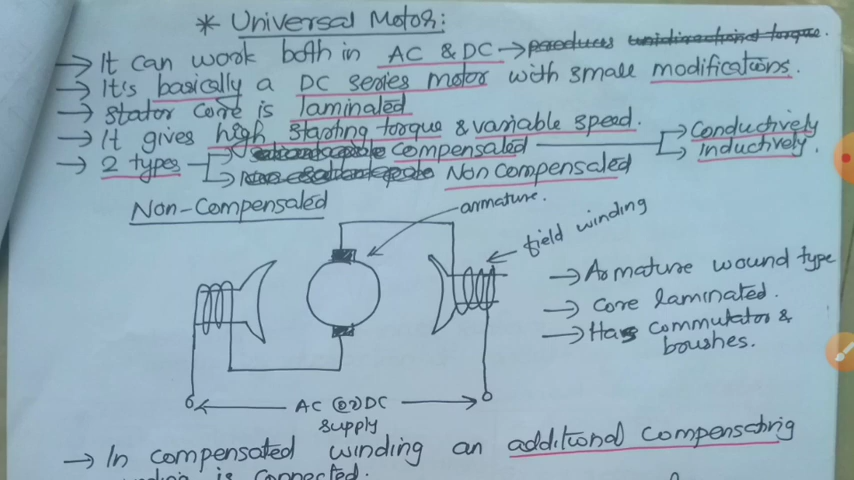 * Universal Motor:
→ It can work both in AC & DC → produces unidirectional torque.
→ It's basically a DC series motor with small modifications.
→ Stator core is laminated
→ It gives high starting torque & variable speed.
→ 2 types → Compensated → Conductively
→ Inductively.
→ Non Compensated
Non-Compensated
armature.
field winding
→ Armature wound type
→ Core laminated.
→ Has commutator &
brushes.
AC (or) DC
supply
→ In compensated winding an additional compensating
winding is connected.